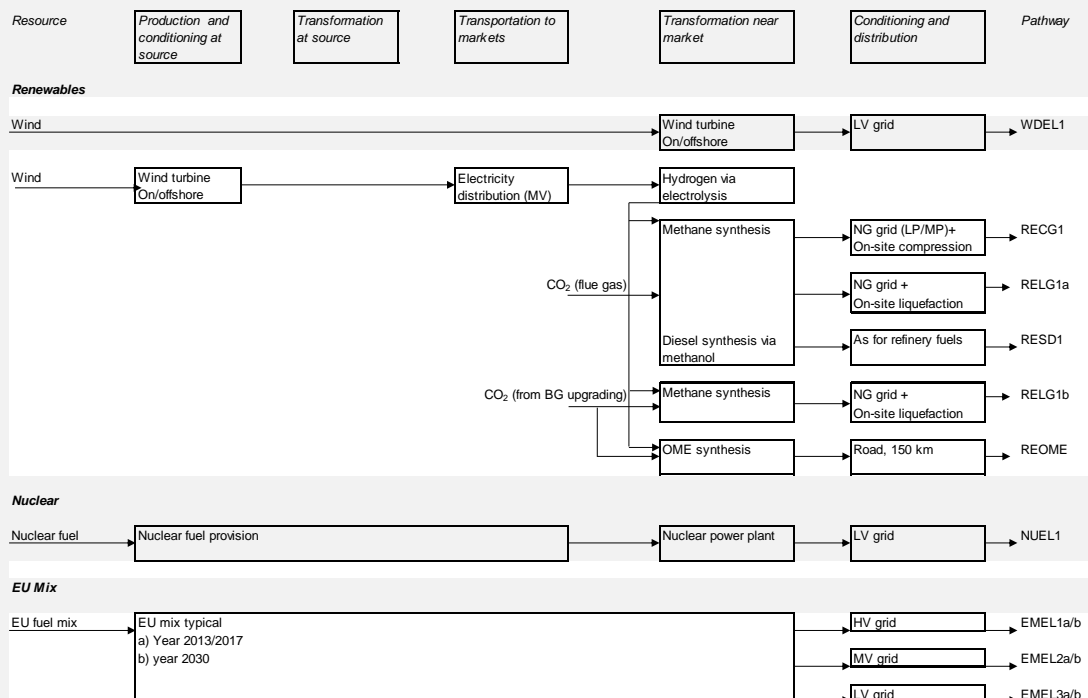 Resource
Production and
conditioning at
source
Transformation
at source
Transportation to
markets
Transformation near
market
Conditioning and
distribution
Pathway
Renewables
Wind
Wind turbine
On/offshore
LV grid
WDEL1
Wind
Wind turbine
On/offshore
Electricity
distribution (MV)
Hydrogen via
electrolysis
Methane synthesis
NG grid (LP/MP)+
On-site compression
RECG1
CO₂ (flue gas)
NG grid +
On-site liquefaction
RELG1a
Diesel synthesis via
methanol
As for refinery fuels
RESD1
CO₂ (from BG upgrading)
Methane synthesis
NG grid +
On-site liquefaction
RELG1b
OME synthesis
Road, 150 km
REOME
Nuclear
Nuclear fuel
Nuclear fuel provision
Nuclear power plant
LV grid
NUEL1
EU Mix
EU fuel mix
EU mix typical
a) Year 2013/2017
b) year 2030
HV grid
EMEL1a/b
MV grid
EMEL2a/b
LV grid
EMEL3a/b